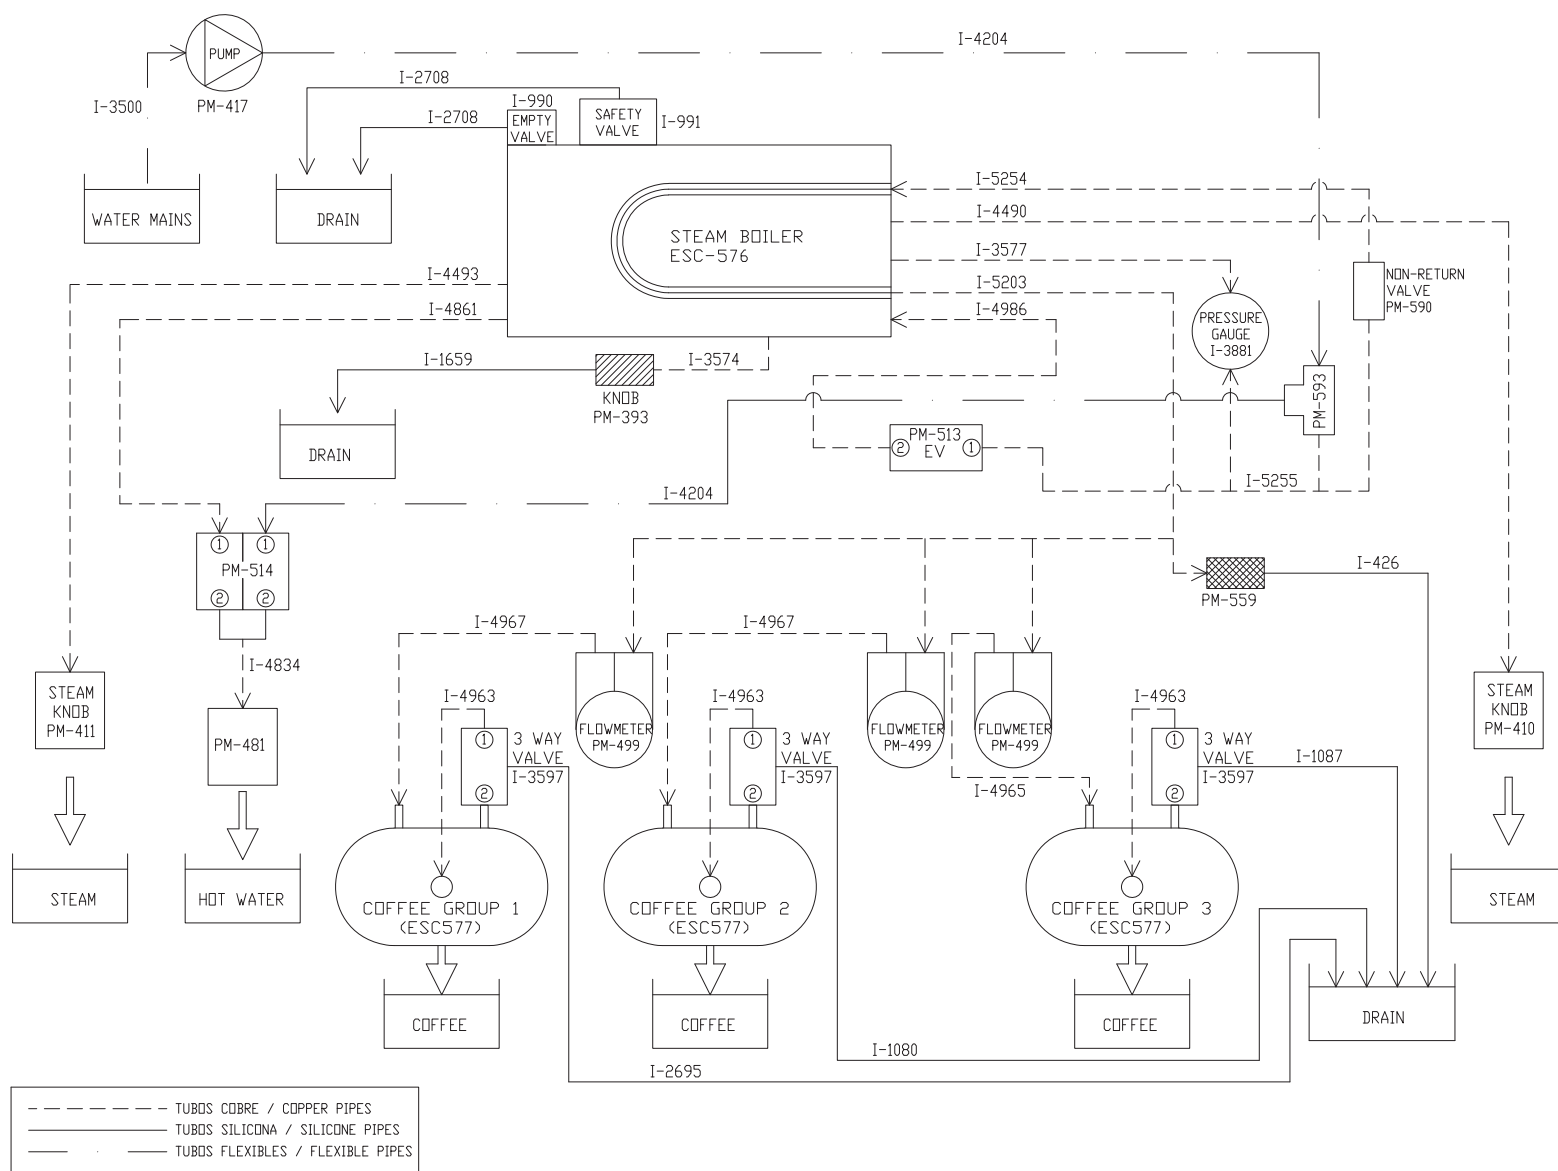 I-4204
PUMP
I-2708
I-3500
PM-417
I-990
I-2708
EMPTY
VALVE
SAFETY
VALVE
I-991
I-5254
WATER MAINS
DRAIN
I-4490
STEAM BOILER
ESC-576
I-3577
I-4493
I-5203
NON-RETURN
VALVE
PM-590
I-4861
I-4986
PRESSURE
GAUGE
I-3881
I-1659
I-3574
KNOB
PM-393
PM-593
DRAIN
PM-513
EV
2
1
I-4204
I-5255
1
1
PM-514
2
2
I-426
PM-559
I-4967
I-4967
I-4834
STEAM
KNOB
PM-411
PM-481
I-4963
1
2
3 WAY
VALVE
I-3597
FLOWMETER
PM-499
I-4963
1
2
3 WAY
VALVE
I-3597
FLOWMETER
PM-499
FLOWMETER
PM-499
I-4965
I-4963
1
2
3 WAY
VALVE
I-3597
I-1087
STEAM
KNOB
PM-410
STEAM
HOT WATER
COFFEE GROUP 1
(ESC577)
COFFEE GROUP 2
(ESC577)
COFFEE GROUP 3
(ESC577)
STEAM
COFFEE
COFFEE
COFFEE
DRAIN
I-1080
I-2695
TUBOS COBRE / COPPER PIPES
TUBOS SILICONA / SILICONE PIPES
TUBOS FLEXIBLES / FLEXIBLE PIPES